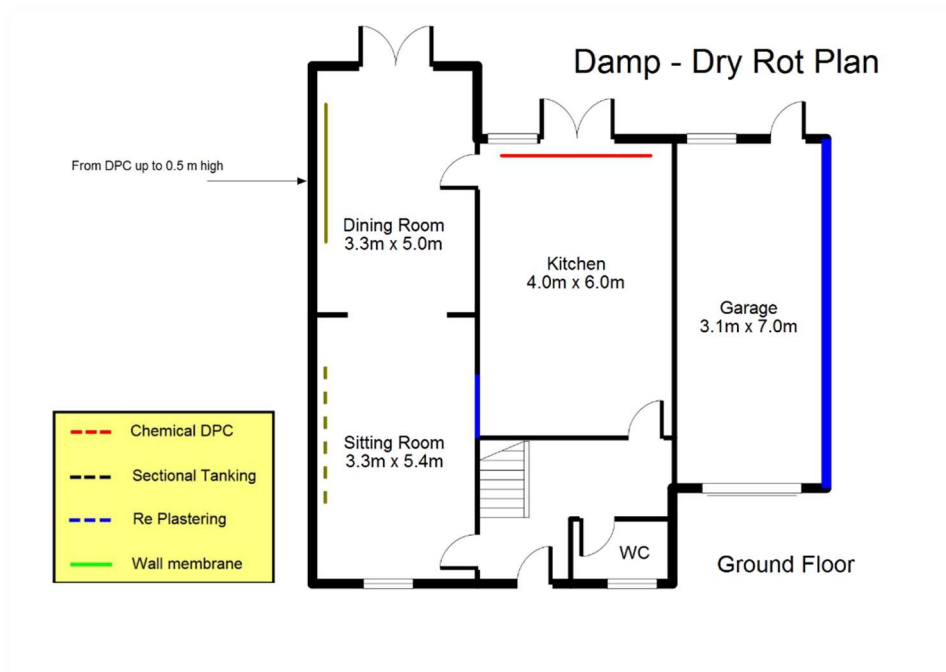 Damp - Dry Rot Plan
From DPC up to 0.5 m high
Dining Room
3.3m x 5.0m
Kitchen
4.0m x 6.0m
Garage
3.1m x 7.0m
Sitting Room
3.3m x 5.4m
Chemical DPC
Sectional Tanking
Re Plastering
Wall membrane
WC
Ground Floor